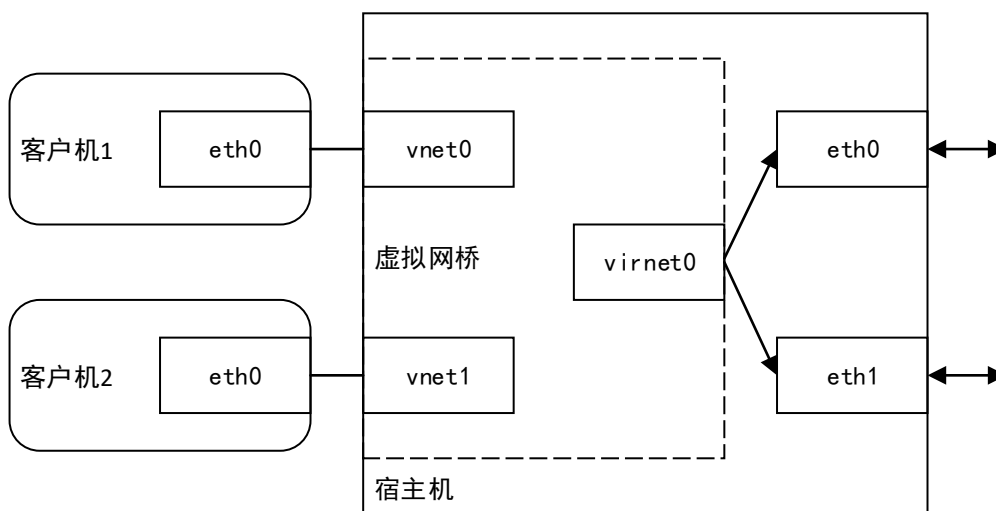 客户机1
eth0
vnet0
eth0
虚拟网桥
virnet0
客户机2
eth0
vnet1
eth1
宿主机